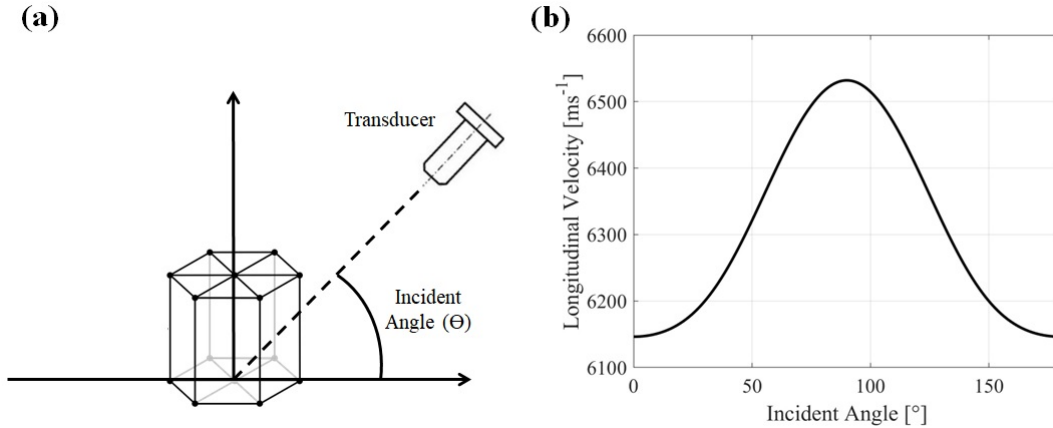 (a)
Transducer
Incident
Angle (Θ)
(b)
Longitudinal Velocity [ms⁻¹]
6600
6500
6400
6300
6200
6100
0
50
100
150
Incident Angle [°]